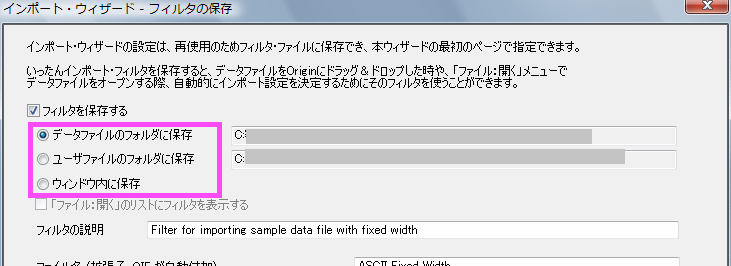 インポート・ウィザード - フィルタの保存
インポート・ウィザードの設定は、再使用のためフィルタ・ファイルに保存でき、本ウィザードの最初のページで指定できます。
いったんインポート・フィルタを保存すると、データファイルをOriginにドラッグ＆ドロップした時や、「ファイル：開く」メニューで
データファイルをオープンする際、自動的にインポート設定を決定するためにそのフィルタを使うことができます。
フィルタを保存する
データファイルのフォルダに保存 C:
ユーザファイルのフォルダに保存 C:
ウィンドウ内に保存
「ファイル：開く」のリストにフィルタを表示する
フィルタの説明 Filter for importing sample data file with fixed width
ASCII Fixed Width